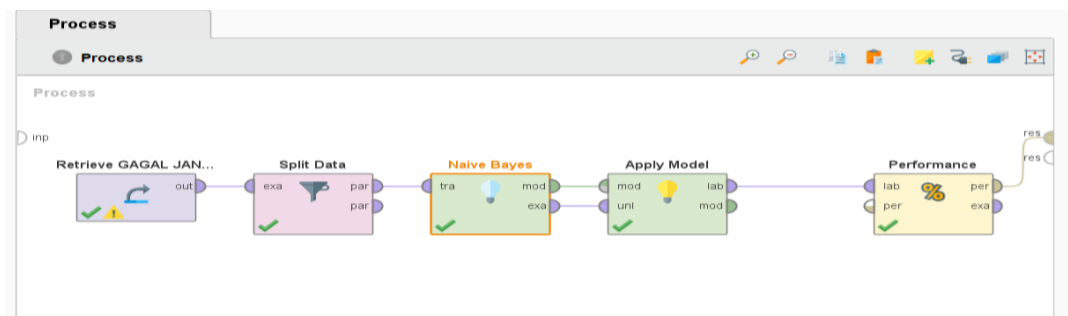 Process
Process
Process
inp
res
res
Retrieve GAGAL JAN...
out
Split Data
exa par
par
Naive Bayes
tra mod
exa
Apply Model
mod lab
unl mod
Performance
% 
lab per
per exa